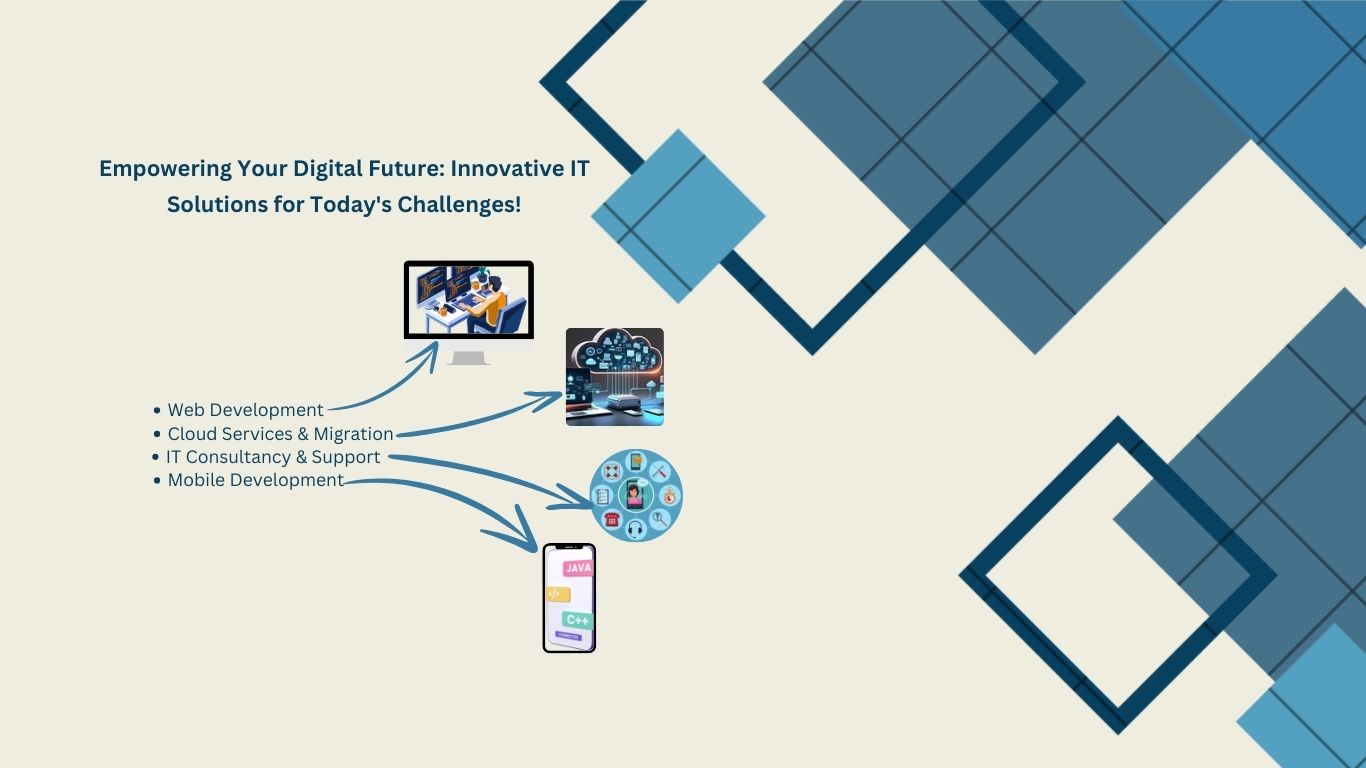 Empowering Your Digital Future: Innovative IT
Solutions for Today's Challenges!
• Web Development
• Cloud Services & Migration
• IT Consultancy & Support
• Mobile Development
JAVA
</>
C++